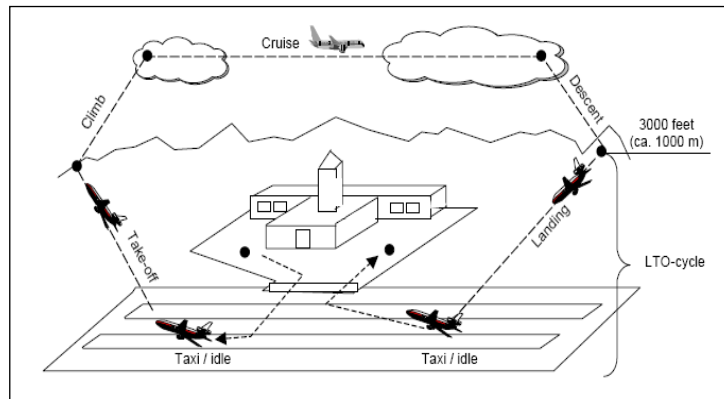 Cruise
Climb
Descent
3000 feet
(ca. 1000 m)
Take-off
Landing
LTO-cycle
Taxi / idle
Taxi / idle